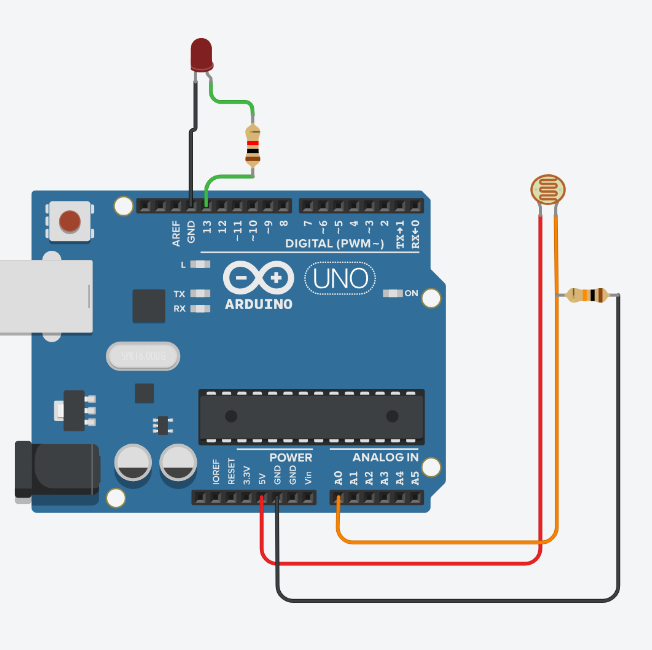 AREF
GND
13
12
~11
~10
~9
8
7
~6
~5
4
~3
2
TX→1
RX←0
DIGITAL (PWM~)
L
TX
RX
UNO
ARDUINO
ON
POWER
ANALOG IN
IOREF
RESET
3.3V
5V
GND
GND
Vin
A0
A1
A2
A3
A4
A5